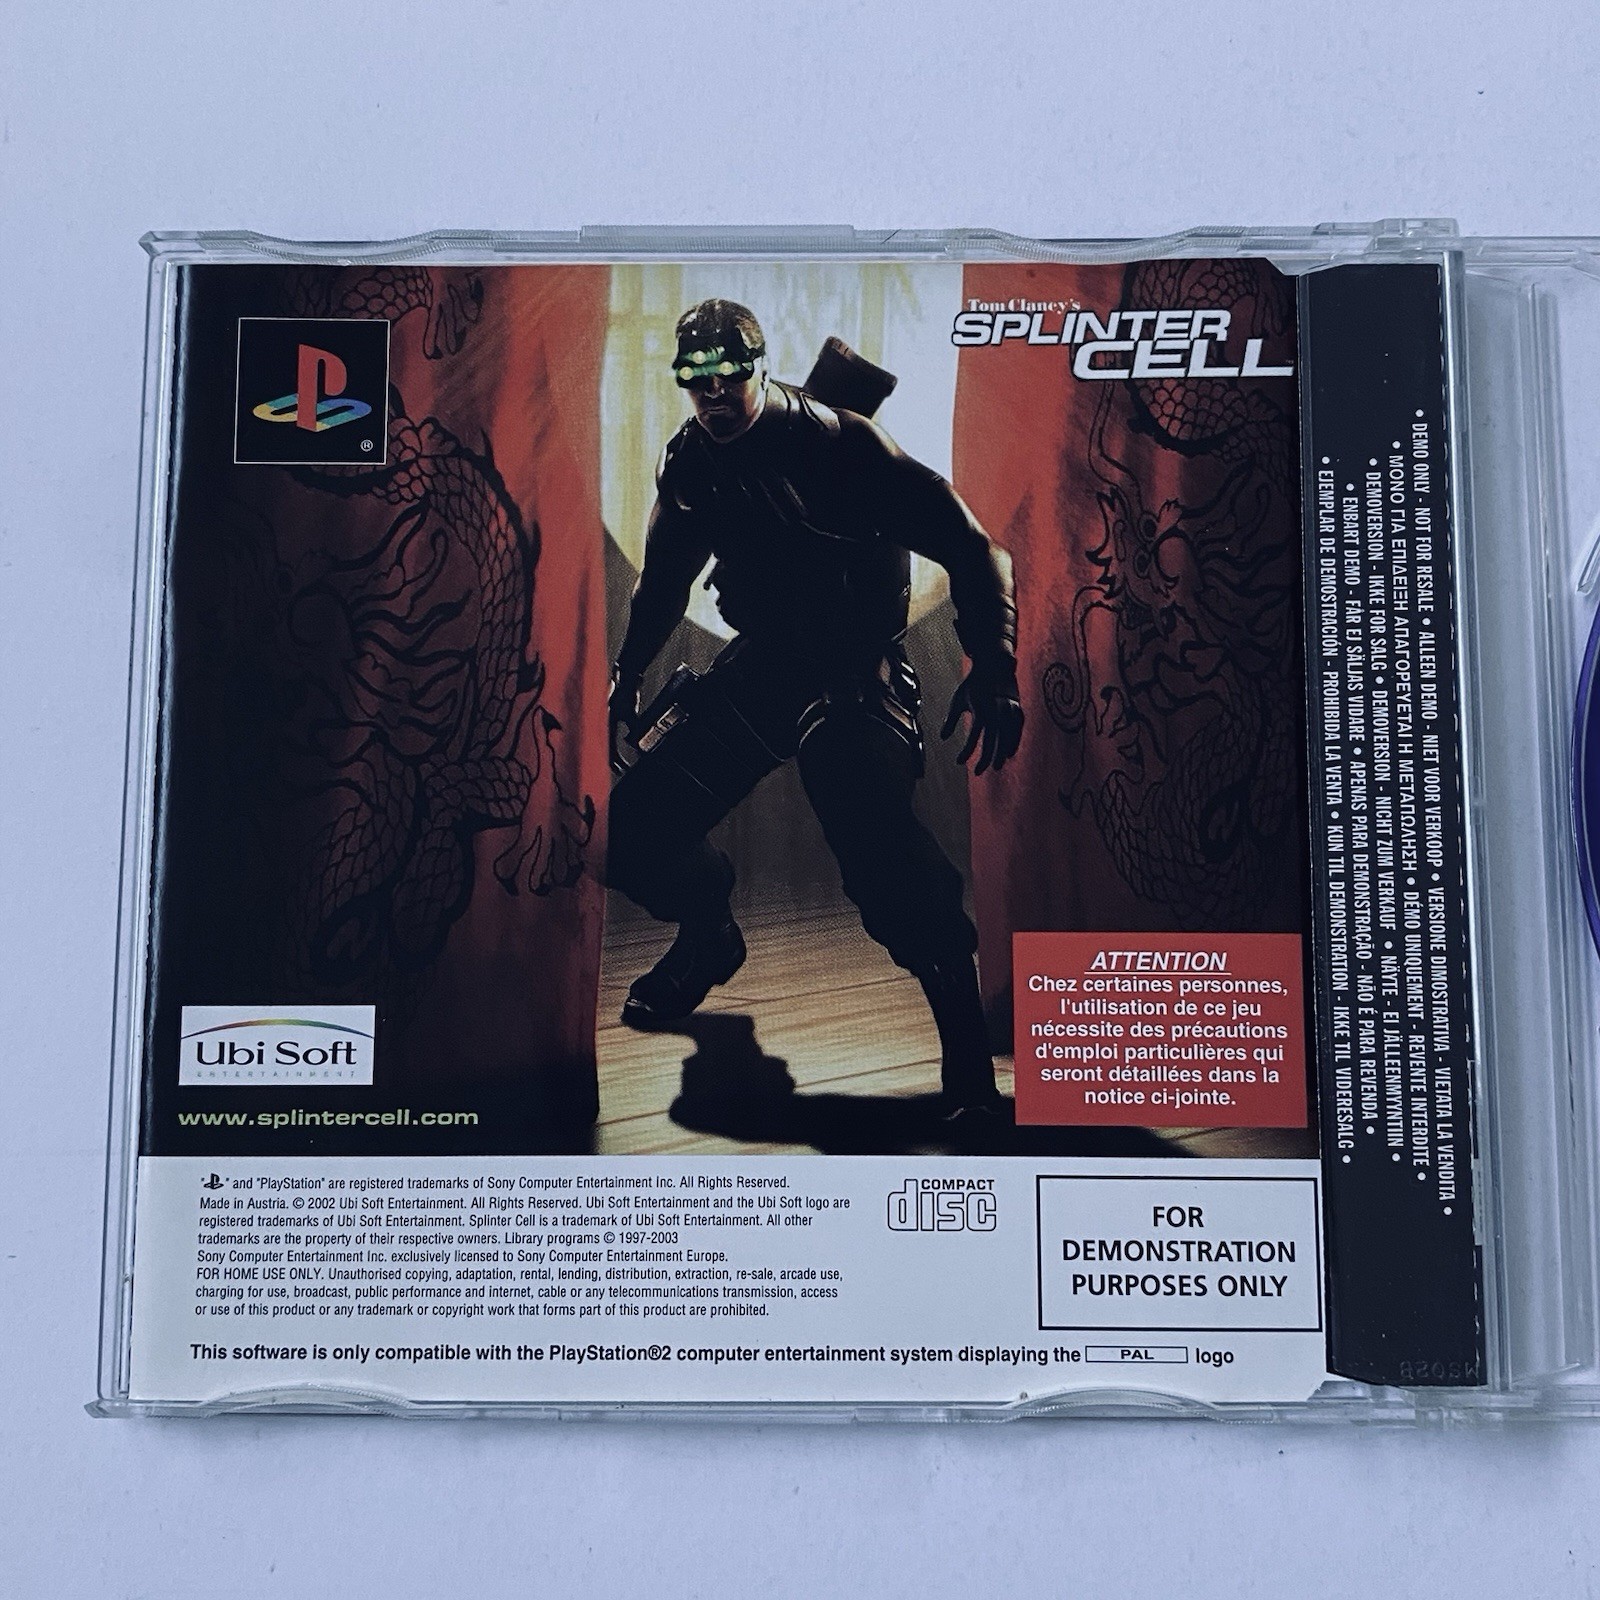 Tom Clancy's
SPLINTER
CELL™
®
Ubi Soft
ENTERTAINMENT
www.splintercell.com
ATTENTION
Chez certaines personnes,
l'utilisation de ce jeu
nécessite des précautions
d'emploi particulières qui
seront détaillées dans la
notice ci-jointe.
" " and "PlayStation" are registered trademarks of Sony Computer Entertainment Inc. All Rights Reserved.
Made in Austria. © 2002 Ubi Soft Entertainment. All Rights Reserved. Ubi Soft Entertainment and the Ubi Soft logo are
registered trademarks of Ubi Soft Entertainment. Splinter Cell is a trademark of Ubi Soft Entertainment. All other
trademarks are the property of their respective owners. Library programs © 1997-2003
Sony Computer Entertainment Inc. exclusively licensed to Sony Computer Entertainment Europe.
FOR HOME USE ONLY. Unauthorised copying, adaptation, rental, lending, distribution, extraction, re-sale, arcade use,
charging for use, broadcast, public performance and internet, cable or any telecommunications transmission, access
or use of this product or any trademark or copyright work that forms part of this product are prohibited.
COMPACT
disc
FOR
DEMONSTRATION
PURPOSES ONLY
This software is only compatible with the PlayStation®2 computer entertainment system displaying the PAL logo
• DEMO ONLY - NOT FOR RESALE • ALLEEN DEMO - NIET VOOR VERKOOP • VERSIONE DIMOSTRATIVA - VIETATA LA VENDITA •
• ΜΟΝΟ ΓΙΑ ΕΠΙΔΕΙΞΗ ΑΠΑΓΟΡΕΥΕΤΑΙ Η ΜΕΤΑΠΩΛΗΣΗ • DÉMO UNIQUEMENT - REVENTE INTERDITE •
• DEMOVERSION - IKKE FOR SALG • DEMOVERSION - NICHT ZUM VERKAUF • NÄYTE - EI JÄLLEENMYYNTIIN •
• ENBART DEMO - FÅR EJ SÄLJAS VIDARE • APENAS PARA DEMONSTRAÇÃO - NÃO É PARA REVENDA •
• EJEMPLAR DE DEMOSTRACIÓN - PROHIBIDA LA VENTA • KUN TIL DEMONSTRATION - IKKE TIL VIDERESALG •